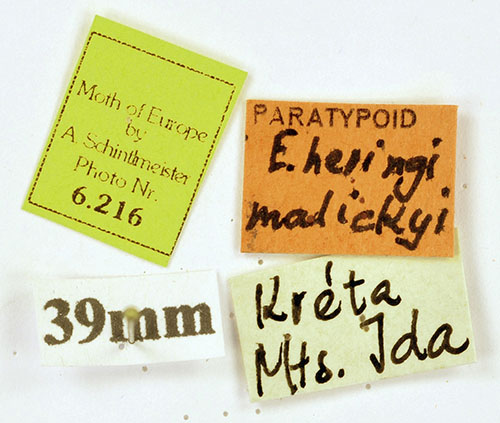 Moth of Europe
by
A. Schintlmeister
Photo Nr.
6.216
PARATYPOID
E. heringi
malickyi
39mm
Kréta
Mts. Ida